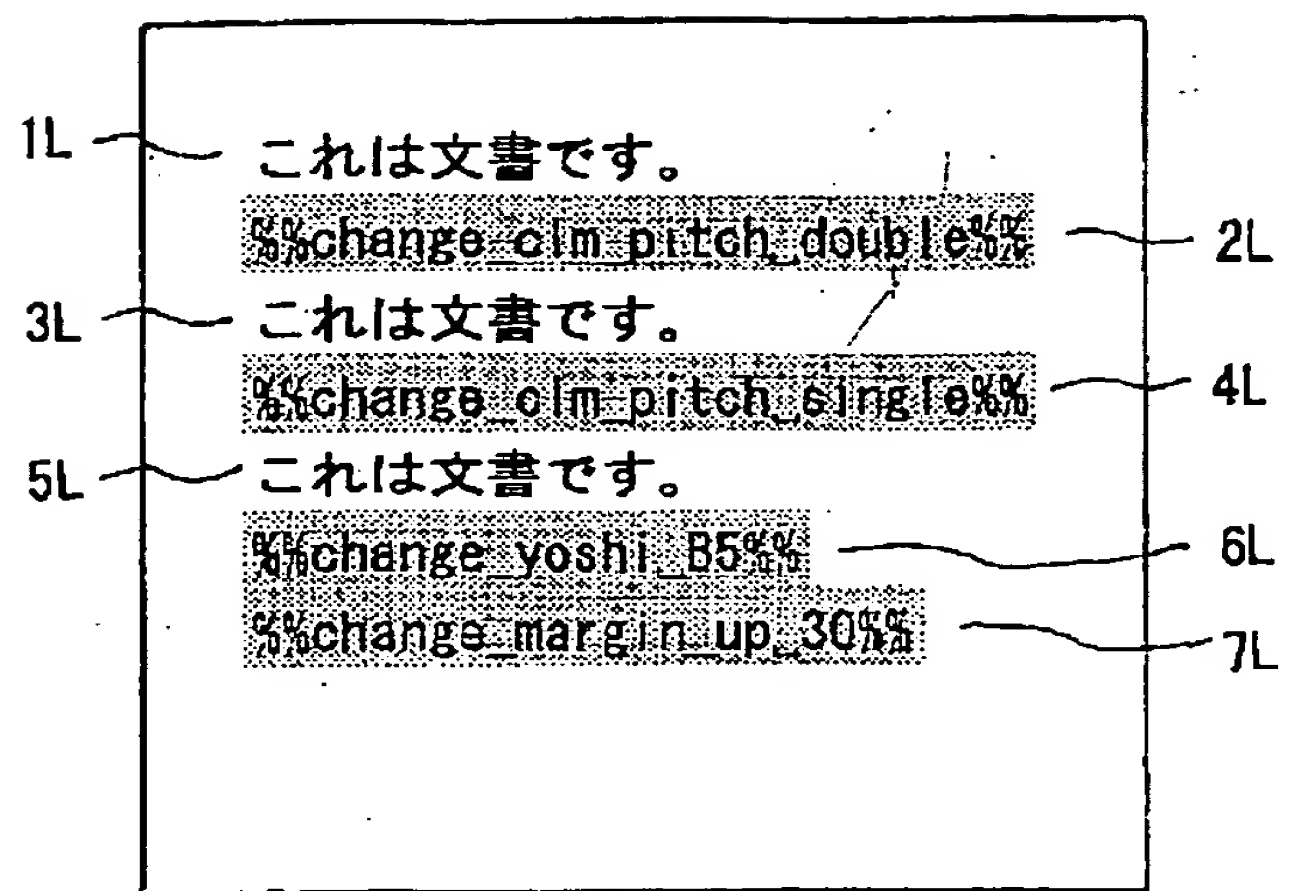 1L これは文書です。
%%change_clm_pitch_double%% 2L
3L これは文書です。
%%change_clm_pitch_single%% 4L
5L これは文書です。
%%change_yoshi_B5%% 6L
%%change_margin_up_30%% 7L